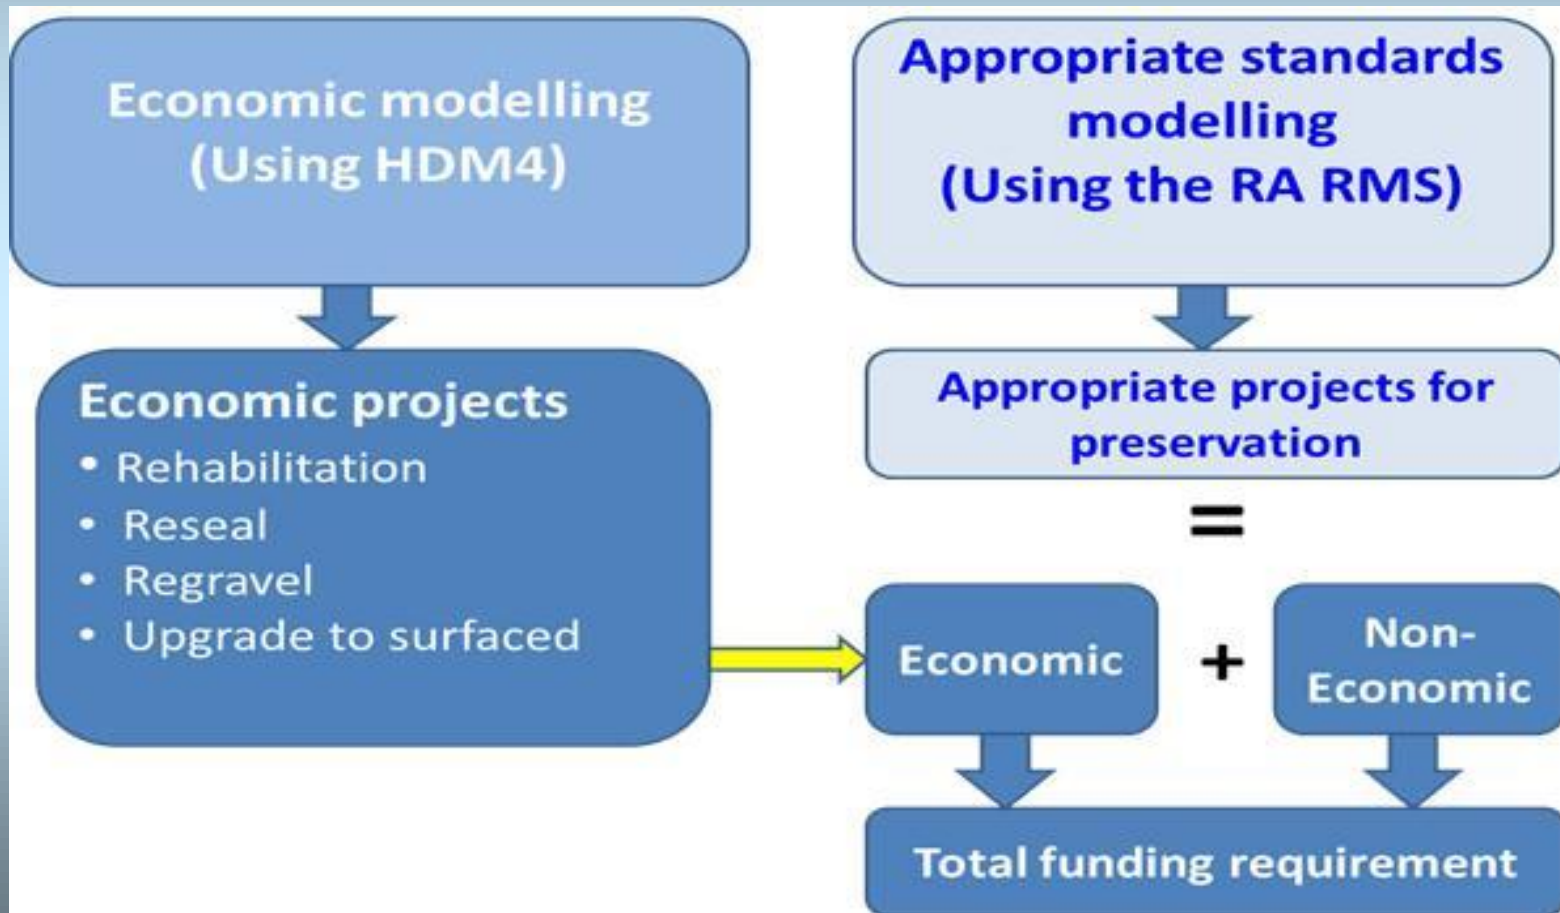 Economic modelling
(Using HDM4)
Appropriate standards
modelling
(Using the RA RMS)
Economic projects
• Rehabilitation
• Reseal
• Regravel
• Upgrade to surfaced
Appropriate projects for
preservation
=
Economic
+
Non-
Economic
Total funding requirement